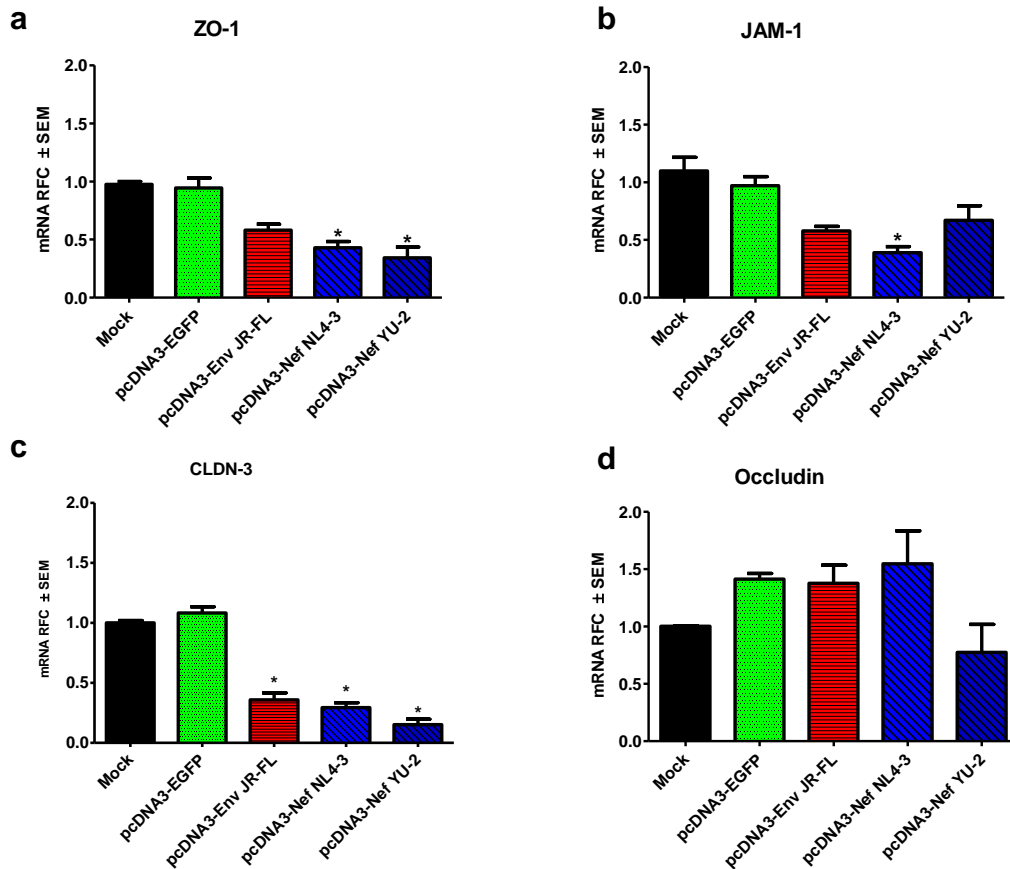 a
ZO-1
mRNA RFC ± SEM
2.0
1.5
1.0
0.5
0.0
*
*
Mock
pcDNA3-EGFP
pcDNA3-Env JR-FL
pcDNA3-Nef NL4-3
pcDNA3-Nef YU-2
b
JAM-1
mRNA RFC ± SEM
2.0
1.5
1.0
0.5
0.0
*
Mock
pcDNA3-EGFP
pcDNA3-Env JR-FL
pcDNA3-Nef NL4-3
pcDNA3-Nef YU-2
c
CLDN-3
mRNA RFC ± SEM
2.0
1.5
1.0
0.5
0.0
*
*
*
Mock
pcDNA3-EGFP
pcDNA3-Env JR-FL
pcDNA3-Nef NL4-3
pcDNA3-Nef YU-2
d
Occludin
mRNA RFC ± SEM
2.0
1.5
1.0
0.5
0.0
Mock
pcDNA3-EGFP
pcDNA3-Env JR-FL
pcDNA3-Nef NL4-3
pcDNA3-Nef YU-2